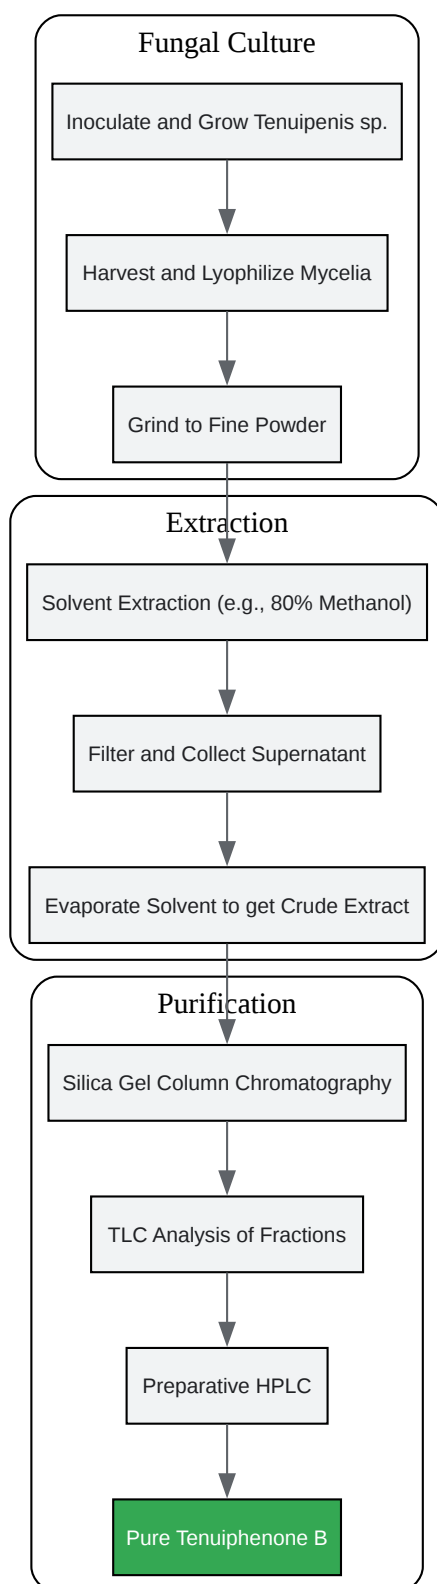 Fungal Culture
Inoculate and Grow Tenuipenis sp.
Harvest and Lyophilize Mycelia
Grind to Fine Powder
Extraction
Solvent Extraction (e.g., 80% Methanol)
Filter and Collect Supernatant
Evaporate Solvent to get Crude Extract
Purification
Silica Gel Column Chromatography
TLC Analysis of Fractions
Preparative HPLC
Pure Tenuiphenone B